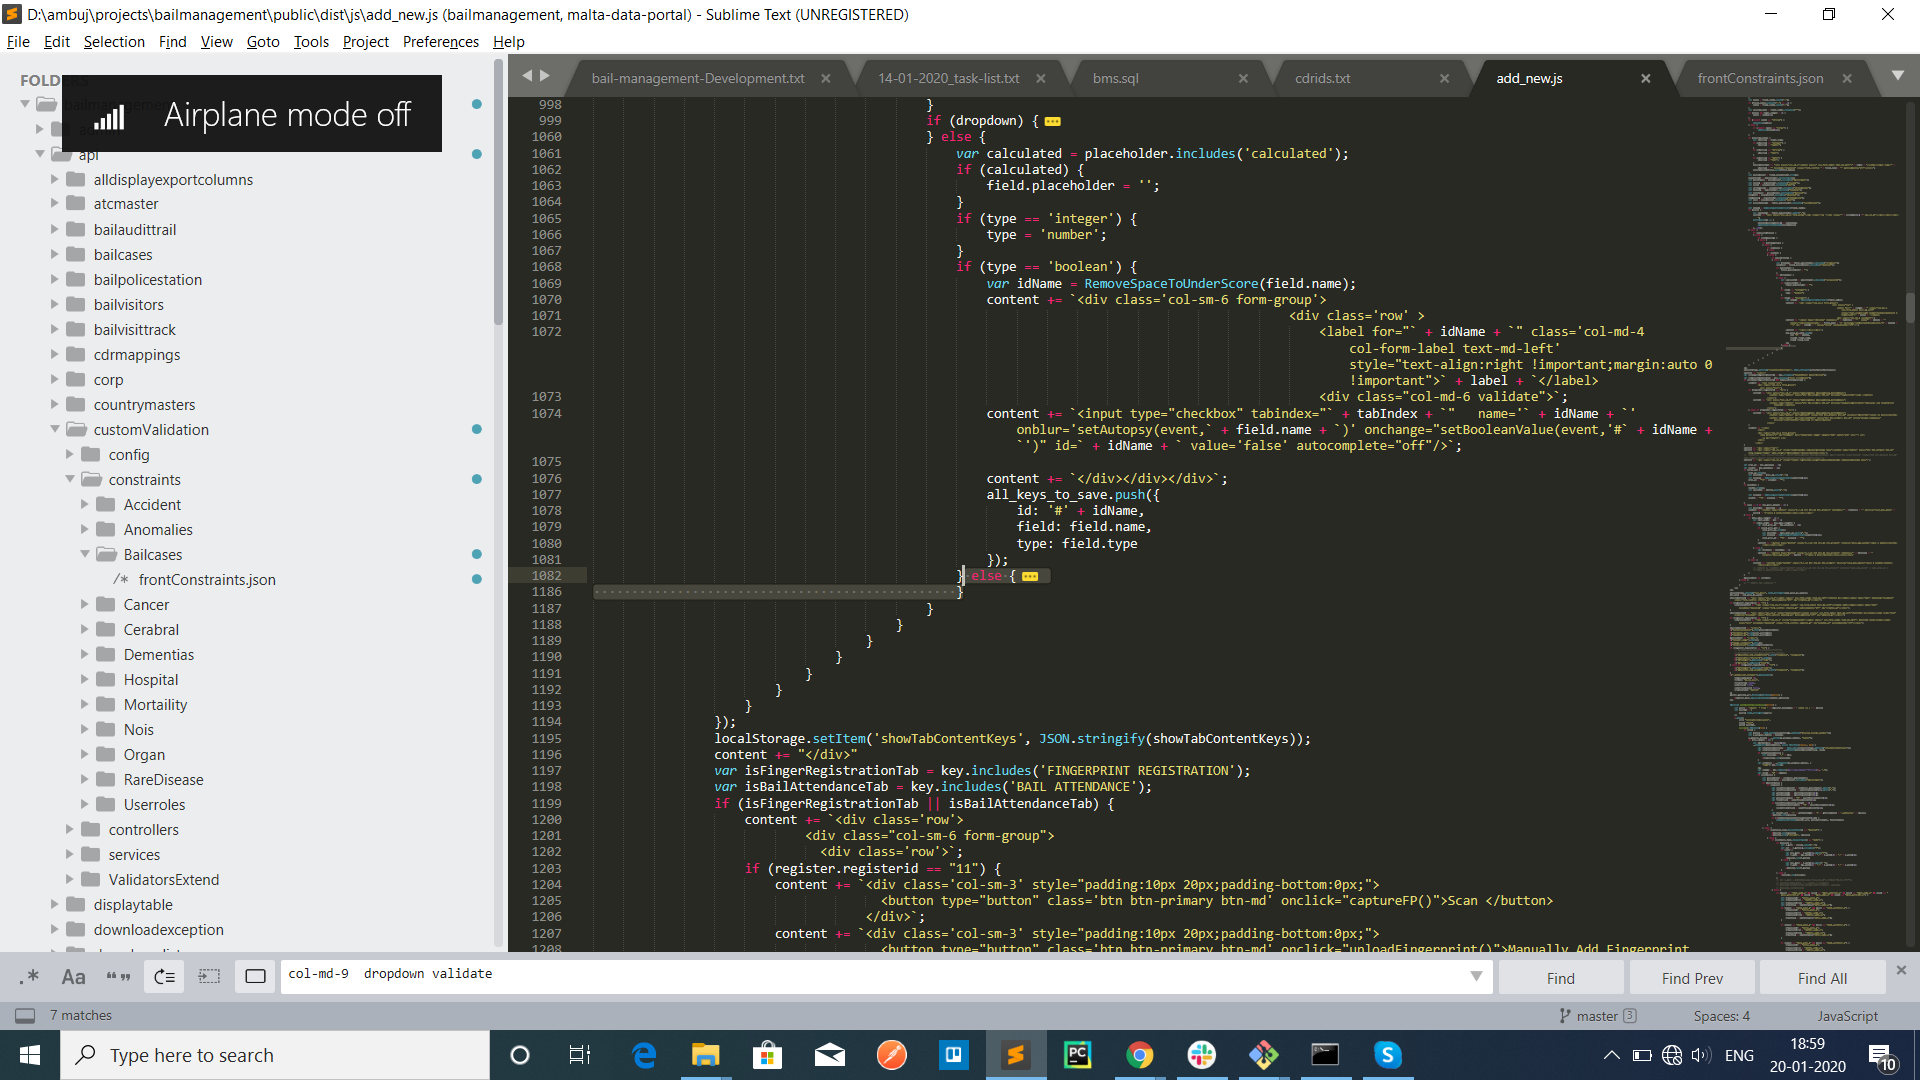 D:\ambuj\projects\bailmanagement\public\dist\js\add_new.js (bailmanagement, malta-data-portal) - Sublime Text (UNREGISTERED)
File Edit Selection Find View Goto Tools Project Preferences Help
Airplane mode off
api
alldisplayexportcolumns
atcmaster
bailaudittrail
bailcases
bailpolicestation
bailvisitors
bailvisittrack
cdrmappings
corp
countrymasters
customValidation
config
constraints
Accident
Anomalies
Bailcases
/* frontConstraints.json
Cancer
Cerabral
Dementias
Hospital
Mortaility
Nois
Organ
RareDisease
Userroles
controllers
services
ValidatorsExtend
displaytable
downloadexception
bail-management-Development.txt 14-01-2020_task-list.txt bms.sql cdrids.txt add_new.js frontConstraints.json
998 }
999 if (dropdown) {
1060 } else {
1061 var calculated = placeholder.includes('calculated');
1062 if (calculated) {
1063 field.placeholder = '';
1064 }
1065 if (type == 'integer') {
1066 type = 'number';
1067 }
1068 if (type == 'boolean') {
1069 var idName = RemoveSpaceToUnderScore(field.name);
1070 content += `<div class='col-sm-6 form-group'>
1071 <div class='row' >
1072 <label for="` + idName + `" class='col-md-4
col-form-label text-md-left'
style="text-align:right !important;margin:auto 0
!important">` + label + `</label>
1073 <div class="col-md-6 validate">`;
1074 content += `<input type="checkbox" tabindex="` + tabIndex + `" name='` + idName + `'
onblur='setAutopsy(event,` + field.name + `)' onchange="setBooleanValue(event,'#` + idName +
`')" id=` + idName + ` value='false' autocomplete="off"/>`;
1075
1076 content += `</div></div></div>`;
1077 all_keys_to_save.push({
1078 id: '#' + idName,
1079 field: field.name,
1080 type: field.type
1081 });
1082 } else {
1186 }
1187 }
1188 }
1189 }
1190 }
1191 }
1192 }
1193 }
1194 });
1195 localStorage.setItem('showTabContentKeys', JSON.stringify(showTabContentKeys));
1196 content += "</div>"
1197 var isFingerRegistrationTab = key.includes('FINGERPRINT REGISTRATION');
1198 var isBailAttendanceTab = key.includes('BAIL ATTENDANCE');
1199 if (isFingerRegistrationTab || isBailAttendanceTab) {
1200 content += `<div class='row'>
1201 <div class="col-sm-6 form-group">
1202 <div class='row'>`;
1203 if (register.registerid == "11") {
1204 content += `<div class='col-sm-3' style="padding:10px 20px;padding-bottom:0px;">
1205 <button type="button" class='btn btn-primary btn-md' onclick="captureFP()">Scan </button>
1206 </div>`;
1207 content += `<div class='col-sm-3' style="padding:10px 20px;padding-bottom:0px;">
1208 <button type="button" class='btn btn-primary btn-md' onclick="uploadFingerprint()">Manually Add Fingerprint
.* Aa “” col-md-9 dropdown validate Find Find Prev Find All
7 matches master 3 Spaces: 4 JavaScript
Type here to search ENG 18:59
20-01-2020 10